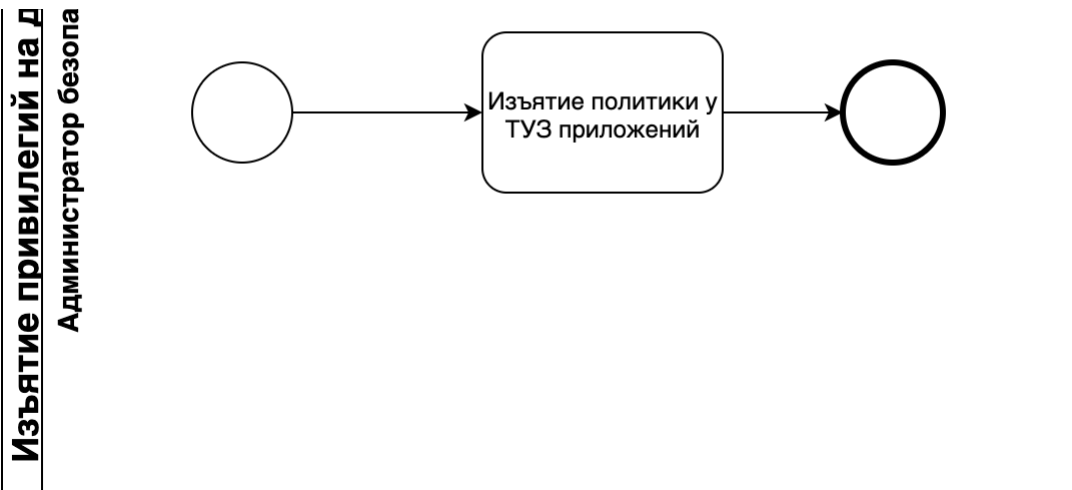 Изъятие привилегий на
Администратор безопа
Изъятие политики у
ТУЗ приложений